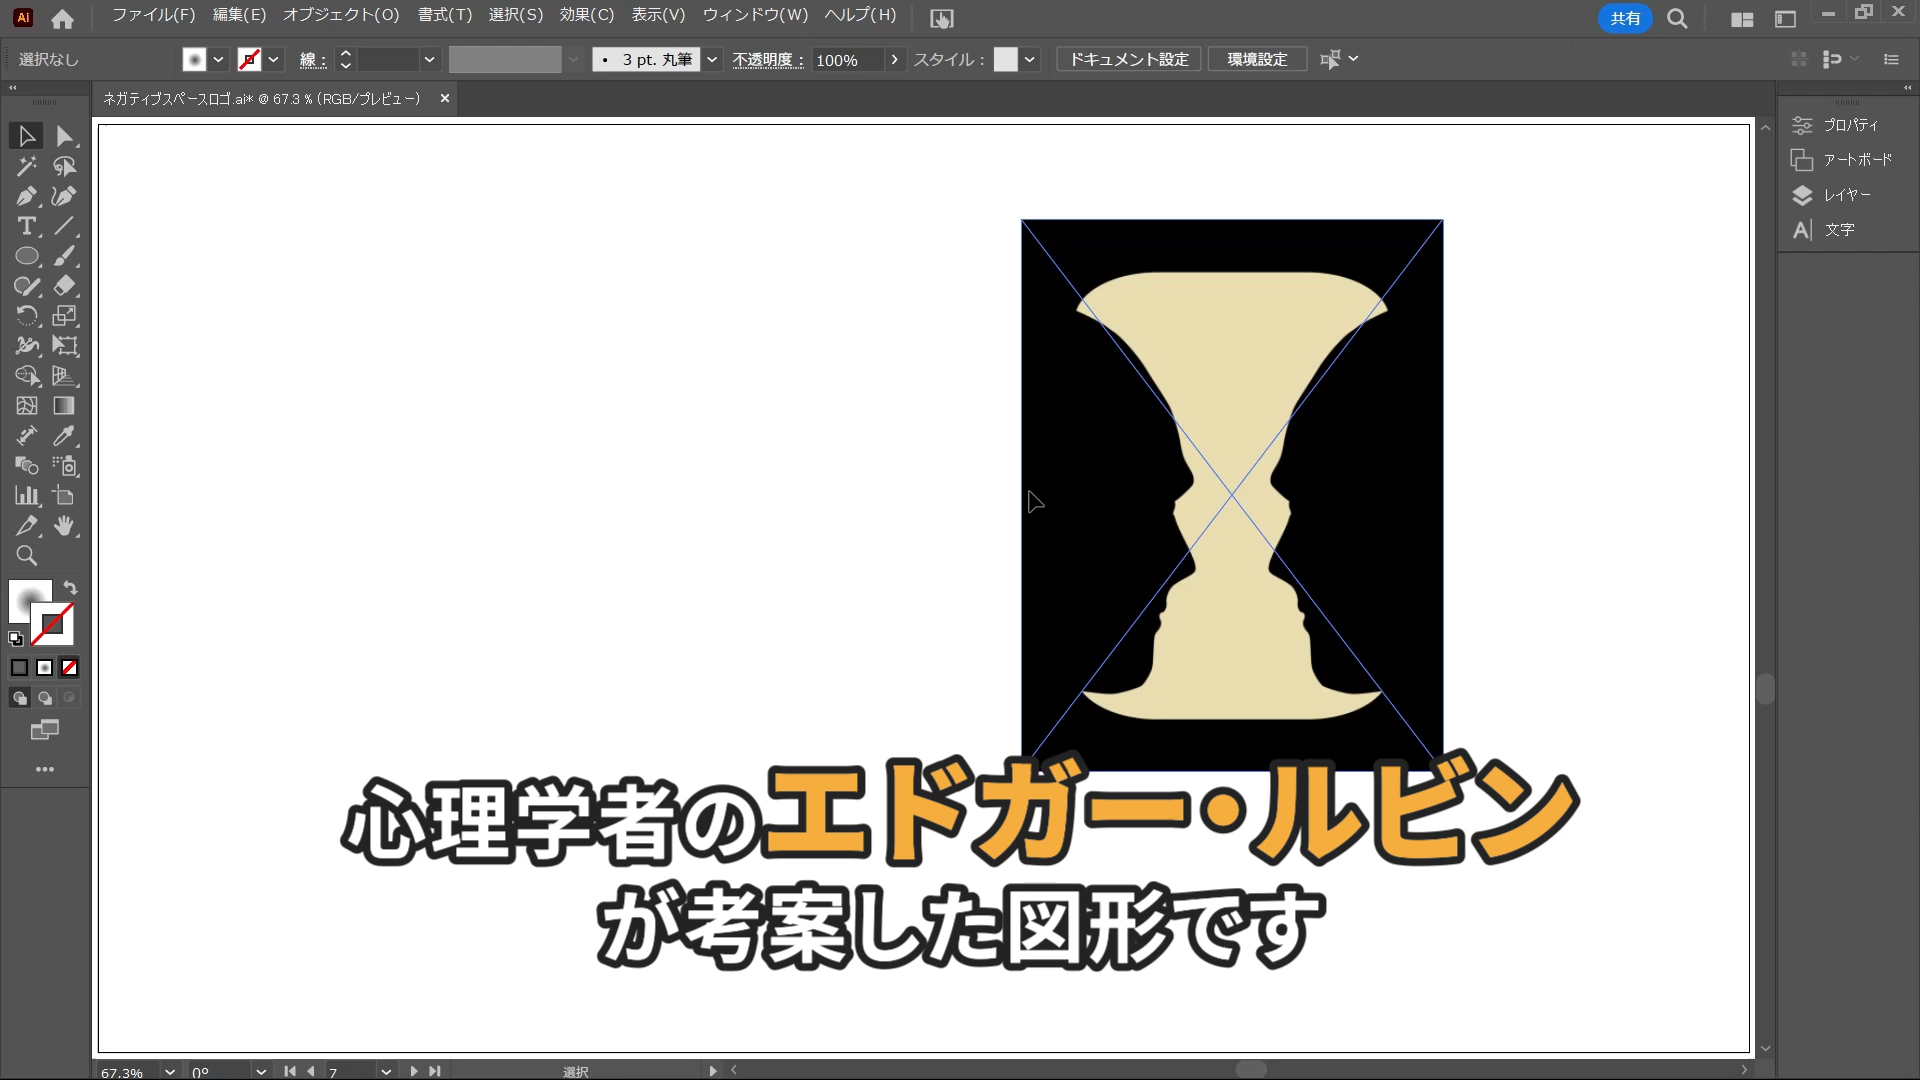 Ai
ファイル(F) 編集(E) オブジェクト(O) 書式(T) 選択(S) 効果(C) 表示(V) ウィンドウ(W) ヘルプ(H)
共有
選択なし 線: 3 pt. 丸筆 不透明度: 100% スタイル: ドキュメント設定 環境設定
ネガティブスペースロゴ.ai* @ 67.3 % (RGB/プレビュー) ×
プロパティ
アートボード
レイヤー
文字
心理学者のエドガー・ルビン
が考案した図形です
67.3% 0° 7 選択